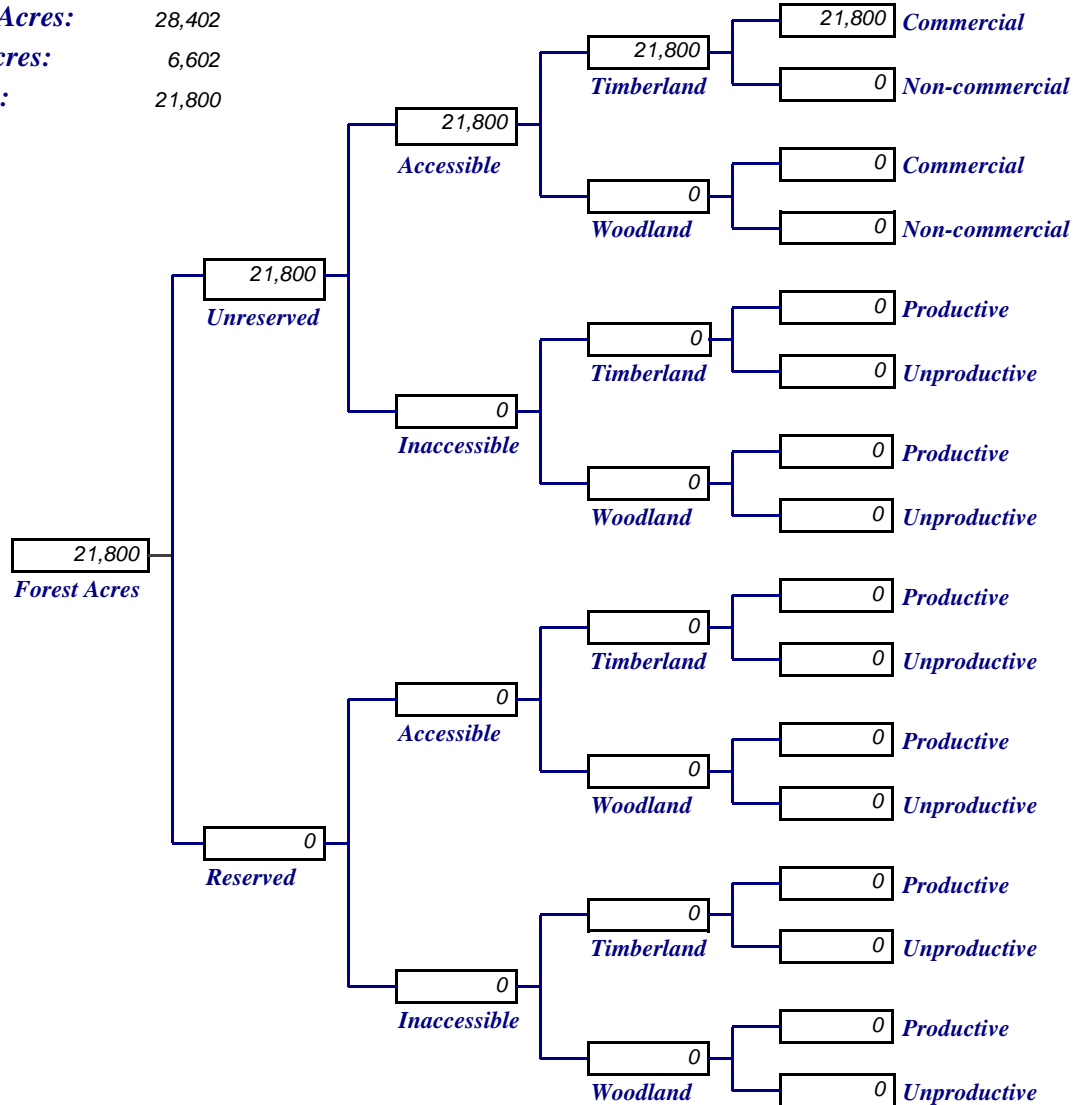 Acres: 28,402
cres: 6,602
: 21,800
21,800 Commercial
21,800
Timberland
0 Non-commercial
21,800
Accessible
0 Commercial
0
Woodland
0 Non-commercial
21,800
Unreserved
0 Productive
0
Timberland
0 Unproductive
0
Inaccessible
0 Productive
0
Woodland
0 Unproductive
21,800
Forest Acres
0 Productive
0
Timberland
0 Unproductive
0
Accessible
0 Productive
0
Woodland
0 Unproductive
0
Reserved
0 Productive
0
Timberland
0 Unproductive
0
Inaccessible
0 Productive
0
Woodland
0 Unproductive